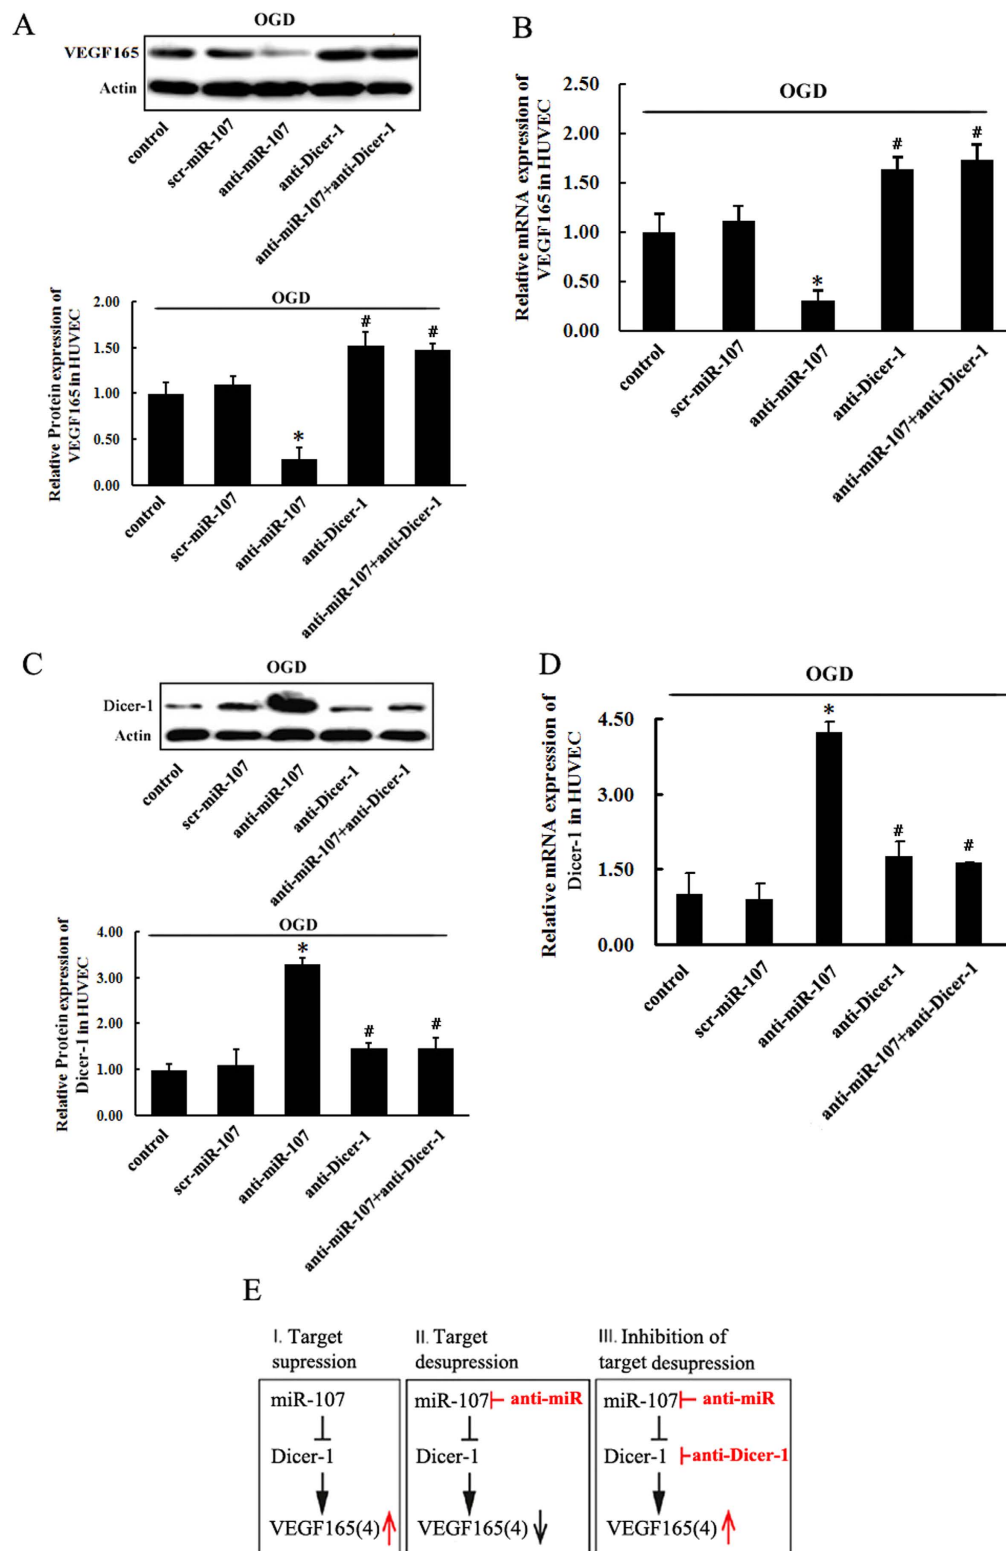 A
OGD
VEGF165
Actin
control
scr-miR-107
anti-miR-107
anti-Dicer-1
anti-miR-107+anti-Dicer-1
Relative Protein expression of
VEGF165 in HUVEC
OGD
2.00
1.50
1.00
0.50
0.00
*
#
#
control
scr-miR-107
anti-miR-107
anti-Dicer-1
anti-miR-107+anti-Dicer-1
B
Relative mRNA expression of
VEGF165 in HUVEC
OGD
2.50
2.00
1.50
1.00
0.50
0.00
*
#
#
control
scr-miR-107
anti-miR-107
anti-Dicer-1
anti-miR-107+anti-Dicer-1
C
OGD
Dicer-1
Actin
control
scr-miR-107
anti-miR-107
anti-Dicer-1
anti-miR-107+anti-Dicer-1
Relative Protein expression of
Dicer-1 in HUVEC
OGD
4.00
3.00
2.00
1.00
0.00
*
#
#
control
scr-miR-107
anti-miR-107
anti-Dicer-1
anti-miR-107+anti-Dicer-1
D
Relative mRNA expression of
Dicer-1 in HUVEC
OGD
4.50
3.00
1.50
0.00
*
#
#
control
scr-miR-107
anti-miR-107
anti-Dicer-1
anti-miR-107+anti-Dicer-1
E
I. Target
supression
miR-107
Dicer-1
VEGF165(4)
II. Target
desupression
miR-107 anti-miR
Dicer-1
VEGF165(4)
III. Inhibition of
target desupression
miR-107 anti-miR
Dicer-1 anti-Dicer-1
VEGF165(4)